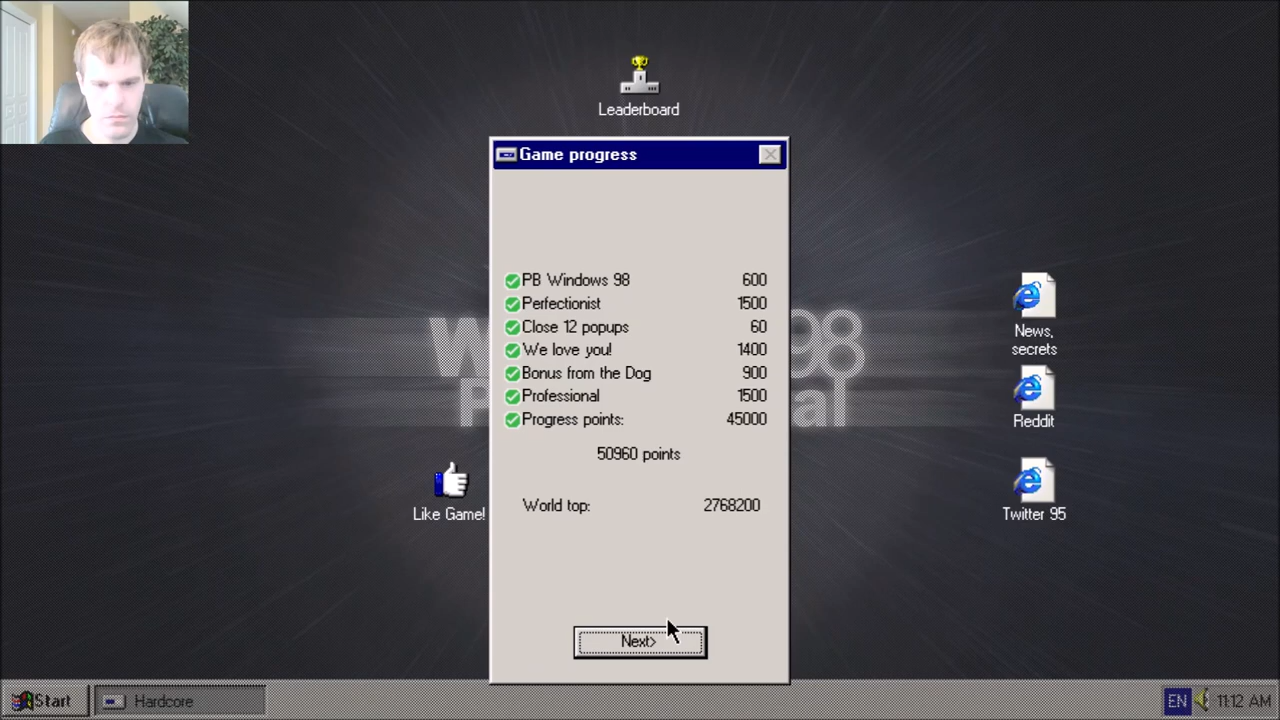 Leaderboard
Game progress
PB Windows 98 600
Perfectionist 1500
Close 12 popups 60
We love you! 1400
Bonus from the Dog 900
Professional 1500
Progress points: 45000
50960 points
World top: 2768200
Next>
98
al
Like Game!
News,
secrets
Reddit
Twitter 95
Start
Hardcore
EN
11:12 AM